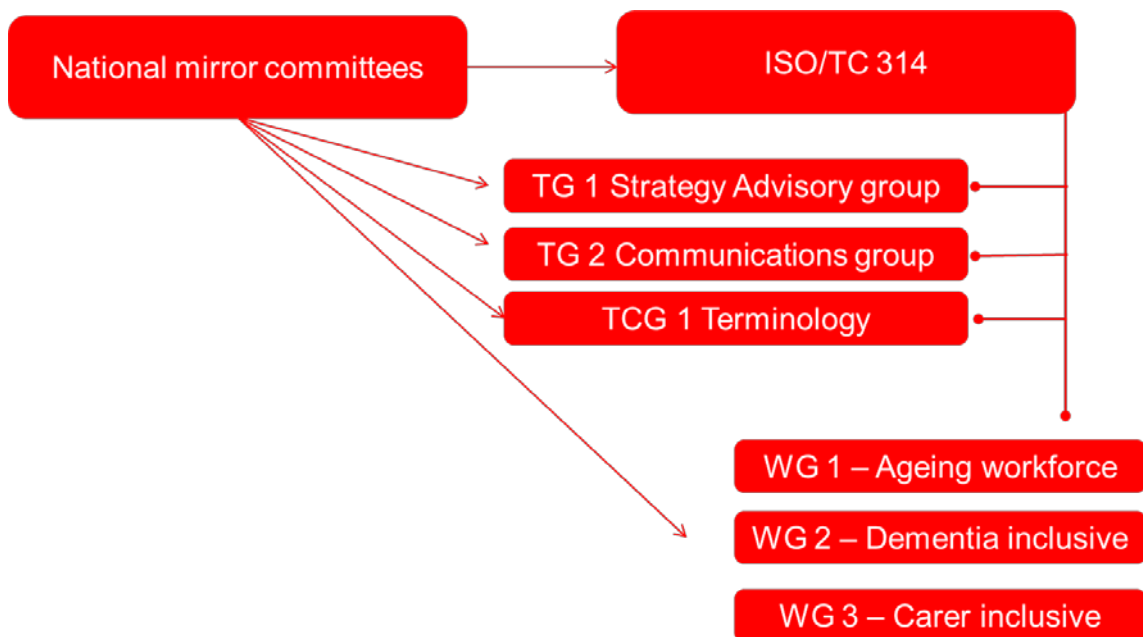 National mirror committees
ISO/TC 314
TG 1 Strategy Advisory group
TG 2 Communications group
TCG 1 Terminology
WG 1 – Ageing workforce
WG 2 – Dementia inclusive
WG 3 – Carer inclusive